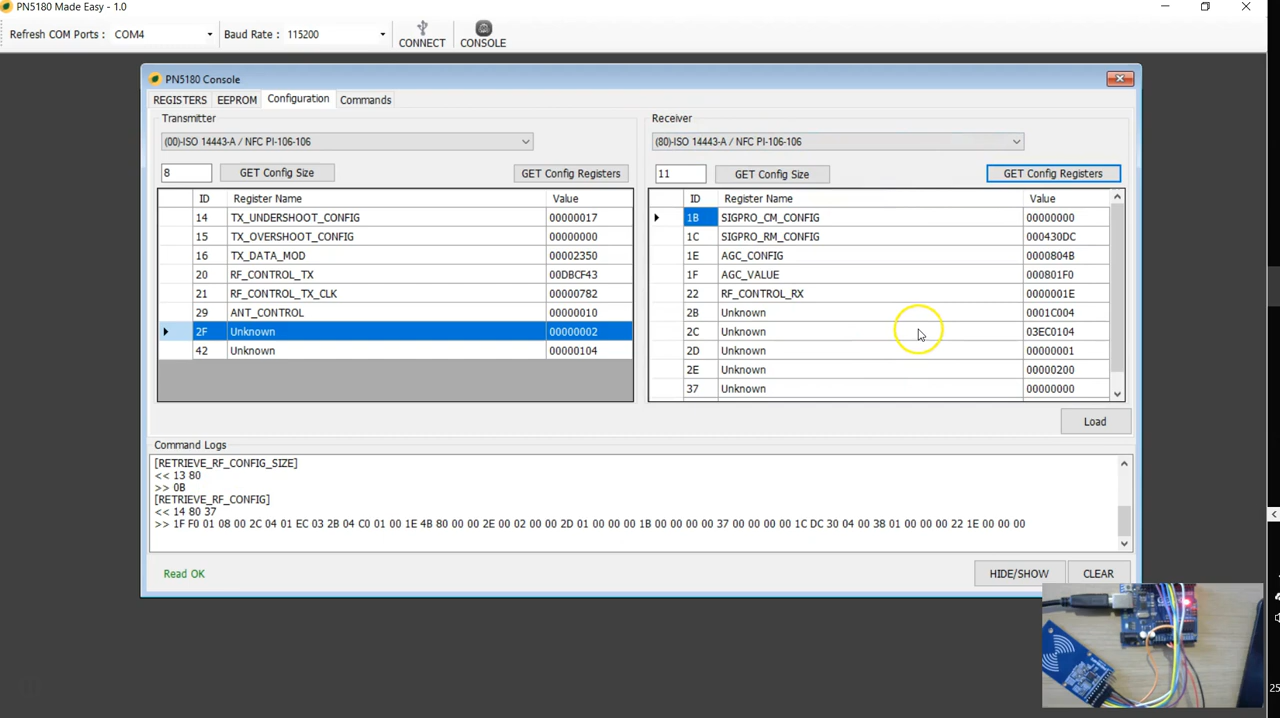 PN5180 Made Easy - 1.0
Refresh COM Ports : COM4 Baud Rate : 115200 CONNECT CONSOLE
PN5180 Console
REGISTERS EEPROM Configuration Commands
Transmitter
(00)-ISO 14443-A / NFC PI-106-106
8 GET Config Size GET Config Registers
ID Register Name Value
14 TX_UNDERSHOOT_CONFIG 00000017
15 TX_OVERSHOOT_CONFIG 00000000
16 TX_DATA_MOD 00002350
20 RF_CONTROL_TX 00DBCF43
21 RF_CONTROL_TX_CLK 00000782
29 ANT_CONTROL 00000010
2F Unknown 00000002
42 Unknown 00000104
Receiver
(80)-ISO 14443-A / NFC PI-106-106
11 GET Config Size GET Config Registers
ID Register Name Value
1B SIGPRO_CM_CONFIG 00000000
1C SIGPRO_RM_CONFIG 000430DC
1E AGC_CONFIG 0000804B
1F AGC_VALUE 000801F0
22 RF_CONTROL_RX 0000001E
2B Unknown 0001C004
2C Unknown 03EC0104
2D Unknown 00000001
2E Unknown 00000200
37 Unknown 00000000
Load
Command Logs
[RETRIEVE_RF_CONFIG_SIZE]
<< 13 80
>> 0B
[RETRIEVE_RF_CONFIG]
<< 14 80 37
>> 1F F0 01 08 00 2C 04 01 EC 03 2B 04 C0 01 00 1E 4B 80 00 00 2E 00 02 00 00 2D 01 00 00 00 1B 00 00 00 00 37 00 00 00 00 1C DC 30 04 00 38 01 00 00 00 22 1E 00 00 00
Read OK HIDE/SHOW CLEAR
25